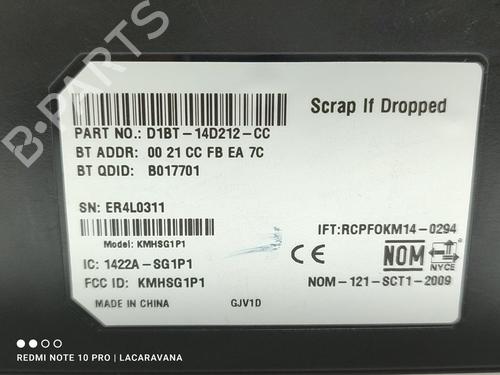 Scrap If Dropped
PART NO.: D1BT-14D212-CC
BT ADDR: 00 21 CC FB EA 7C
BT QDID: B017701
SN: ER4L0311
Model: KMHSG1P1
IFT:RCPFOKM14-0294
IC: 1422A-SG1P1
CE NOM NYCE
FCC ID: KMHSG1P1
NOM-121-SCT1-2009
MADE IN CHINA GJV1D
B-PARTS
REDMI NOTE 10 PRO | LACARAVANA